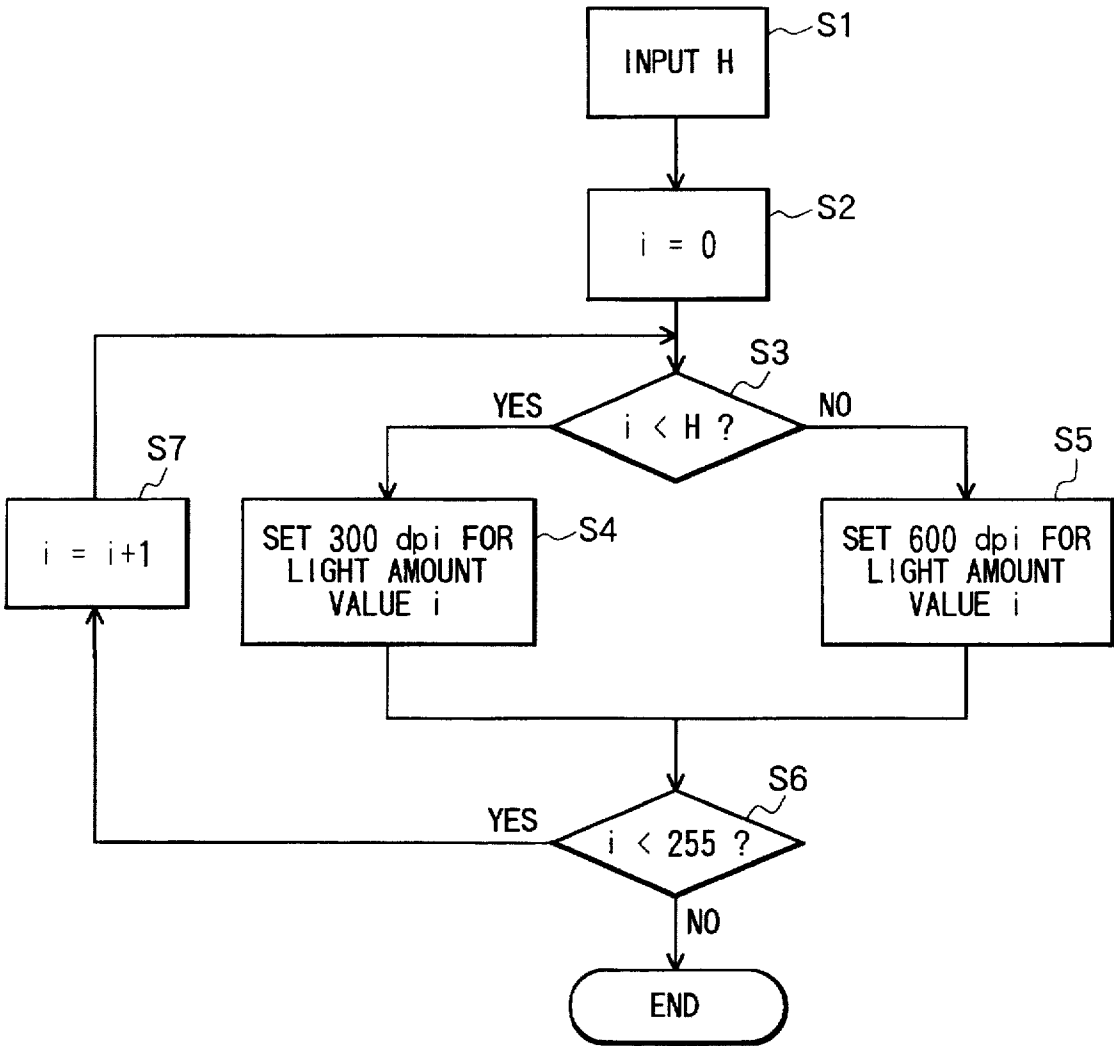 S1
INPUT H
S2
i = 0
S3
YES
NO
i < H ?
S7
S5
S4
i = i+1
SET 300 dpi FOR
LIGHT AMOUNT
VALUE i
SET 600 dpi FOR
LIGHT AMOUNT
VALUE i
S6
YES
i < 255 ?
NO
END